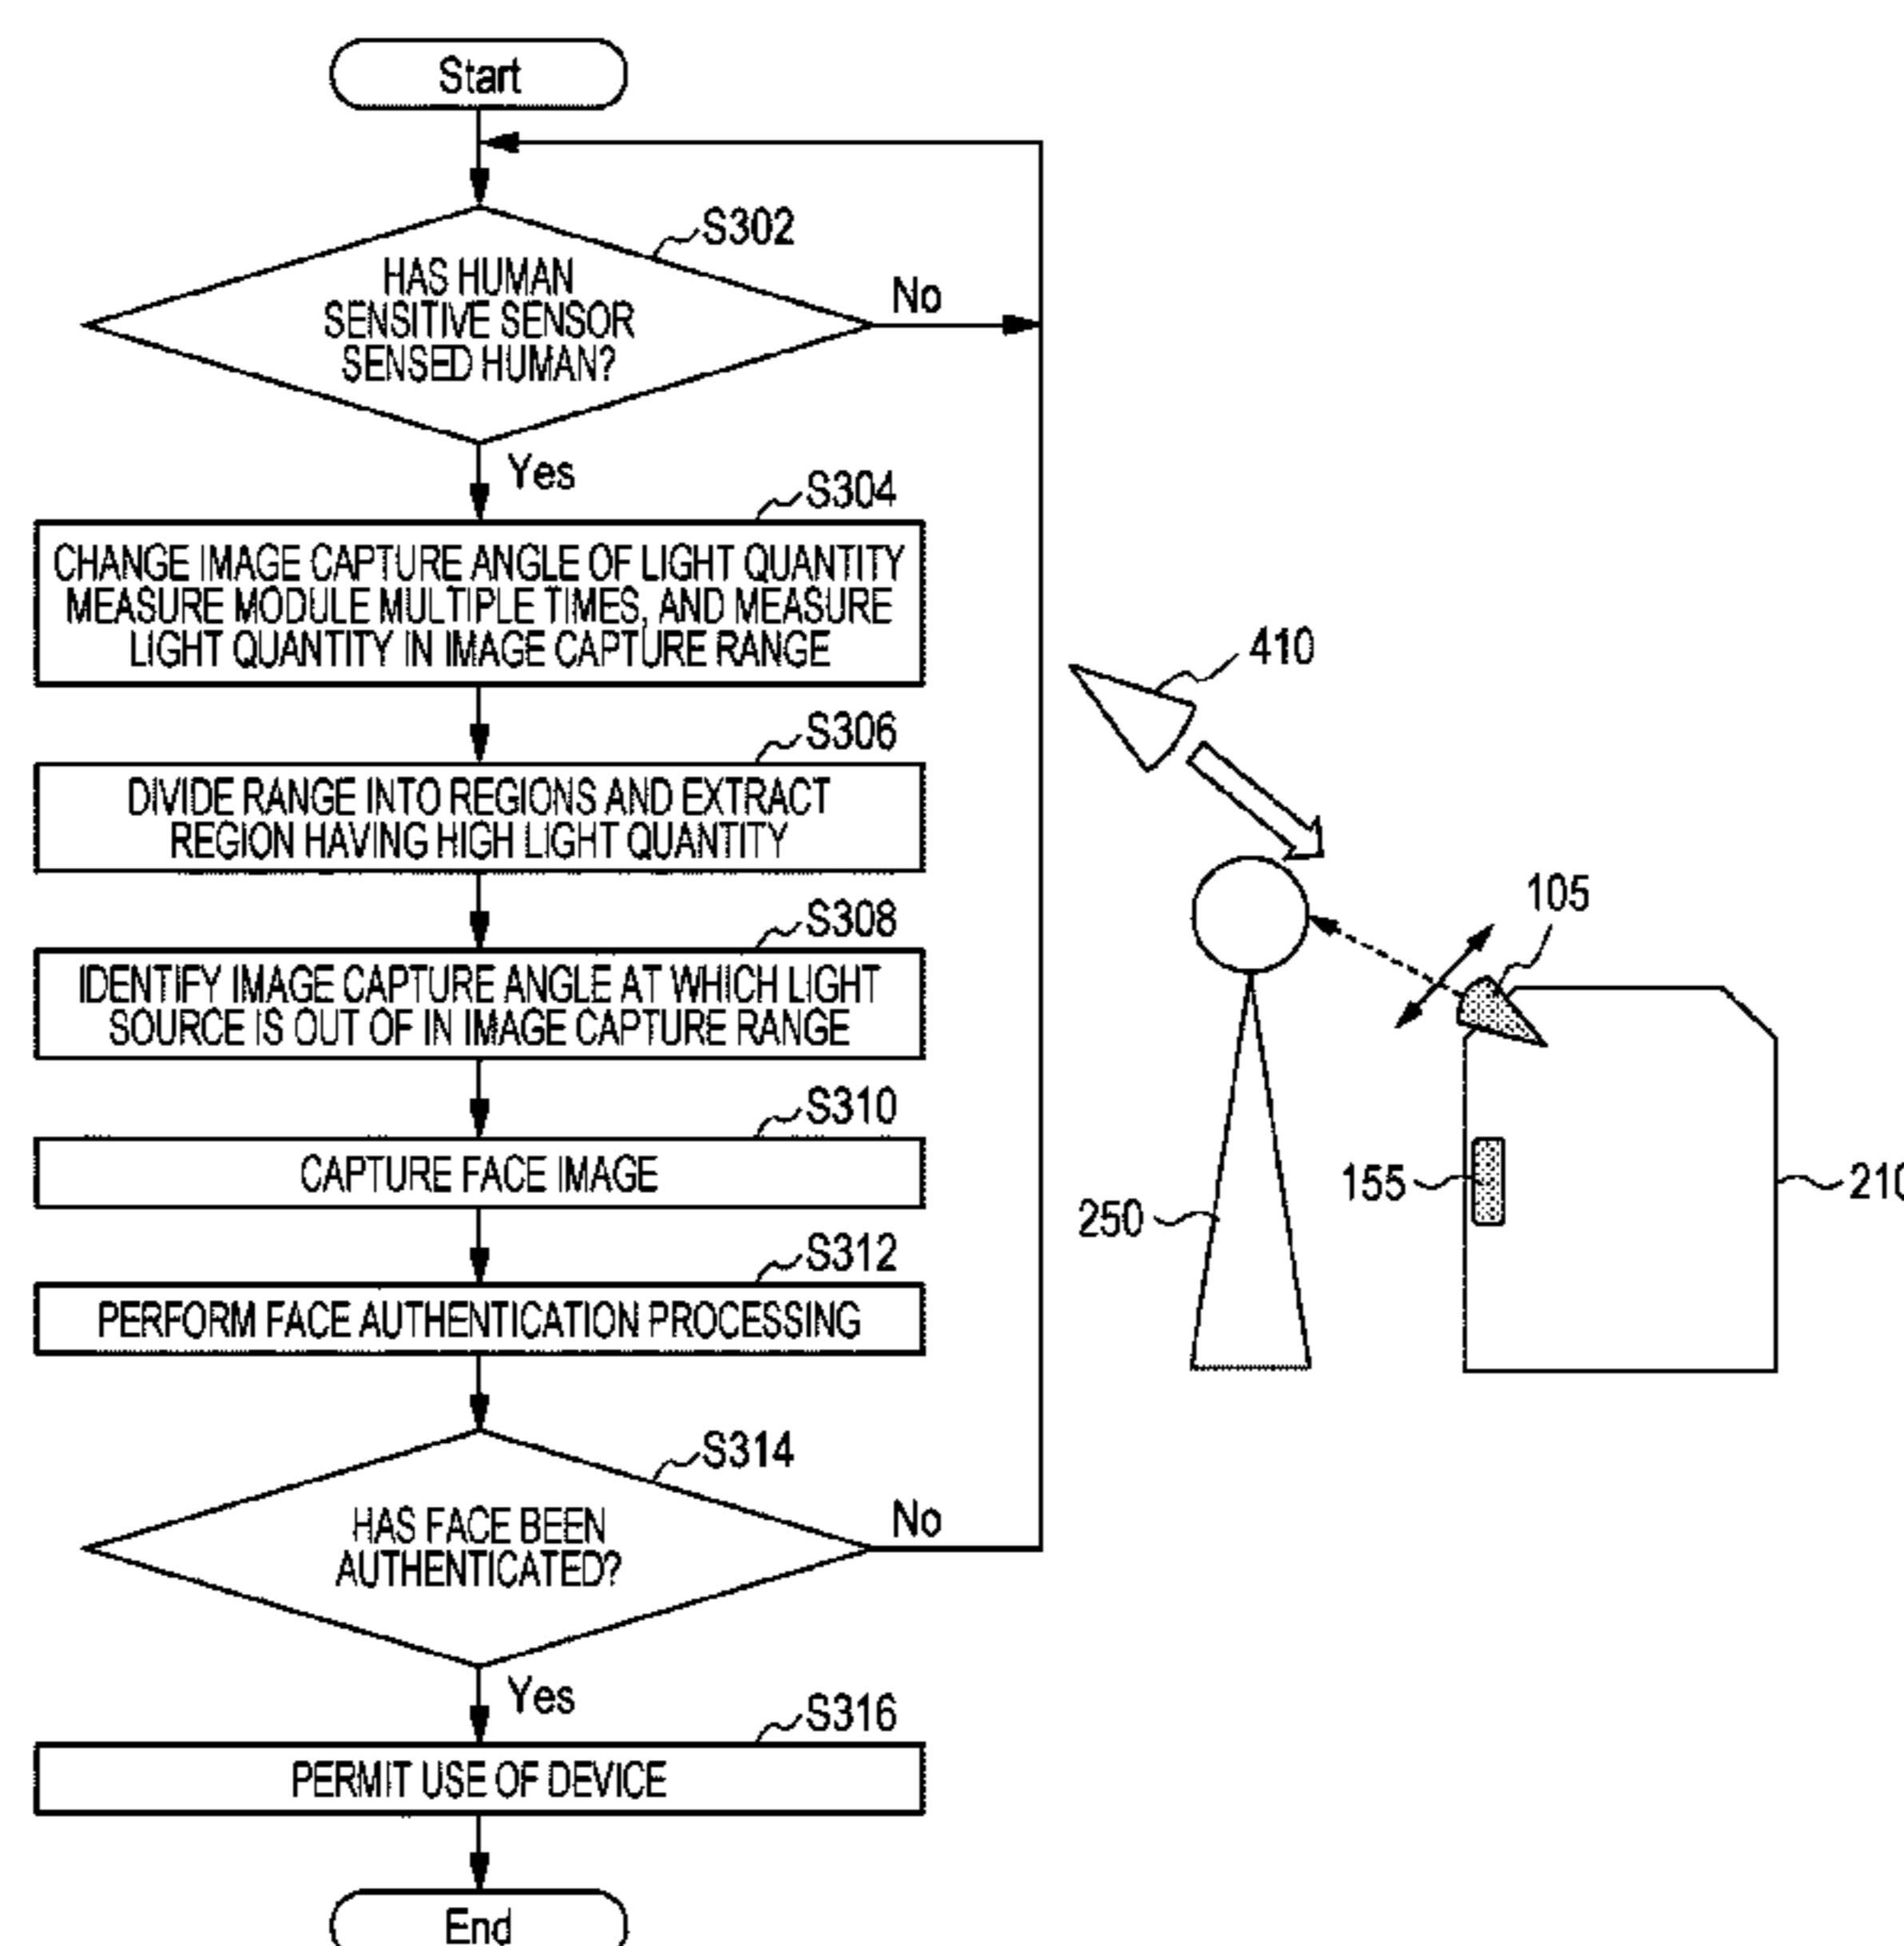 Start
S302
HAS HUMAN
SENSITIVE SENSOR
SENSED HUMAN?
No
Yes
S304
CHANGE IMAGE CAPTURE ANGLE OF LIGHT QUANTITY
MEASURE MODULE MULTIPLE TIMES, AND MEASURE
LIGHT QUANTITY IN IMAGE CAPTURE RANGE
S306
DIVIDE RANGE INTO REGIONS AND EXTRACT
REGION HAVING HIGH LIGHT QUANTITY
S308
IDENTIFY IMAGE CAPTURE ANGLE AT WHICH LIGHT
SOURCE IS OUT OF IN IMAGE CAPTURE RANGE
S310
CAPTURE FACE IMAGE
S312
PERFORM FACE AUTHENTICATION PROCESSING
S314
HAS FACE BEEN
AUTHENTICATED?
No
Yes
S316
PERMIT USE OF DEVICE
End
410
105
155
210
250